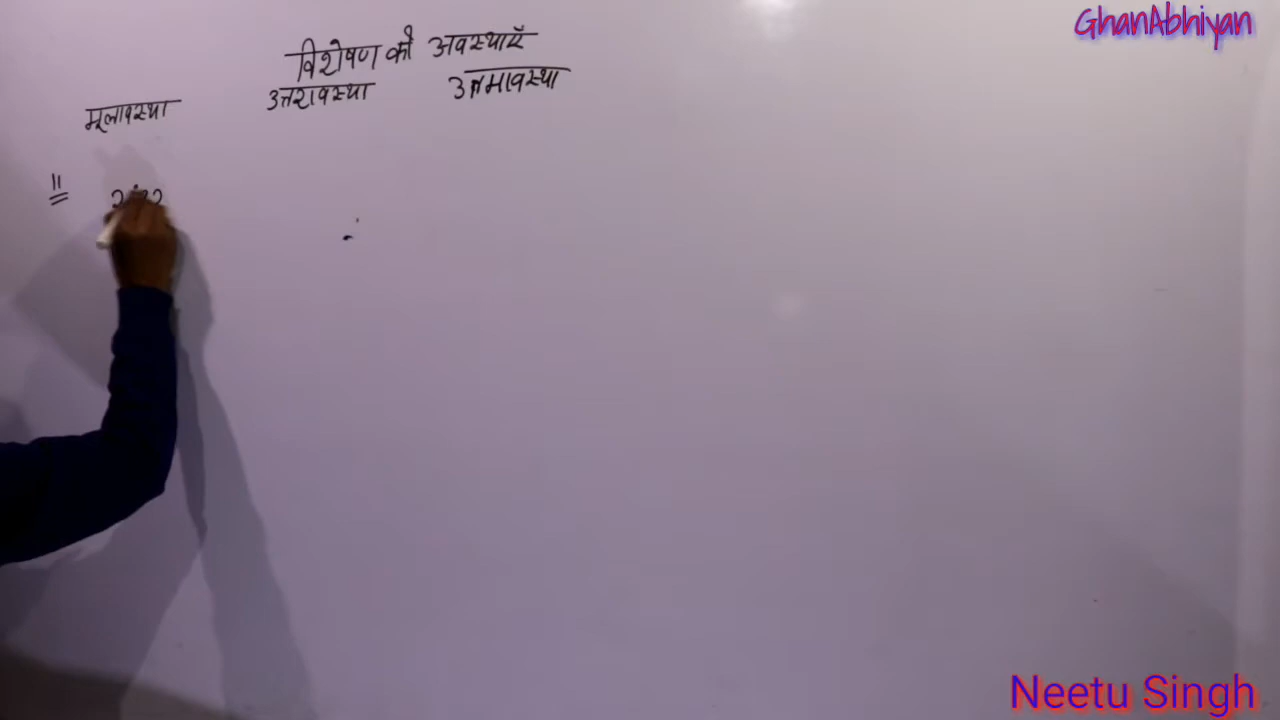 GhanAbhiyan
विशेषण की अवस्थाएँ
मूलावस्था उत्तरावस्था उत्तमावस्था
Neetu Singh